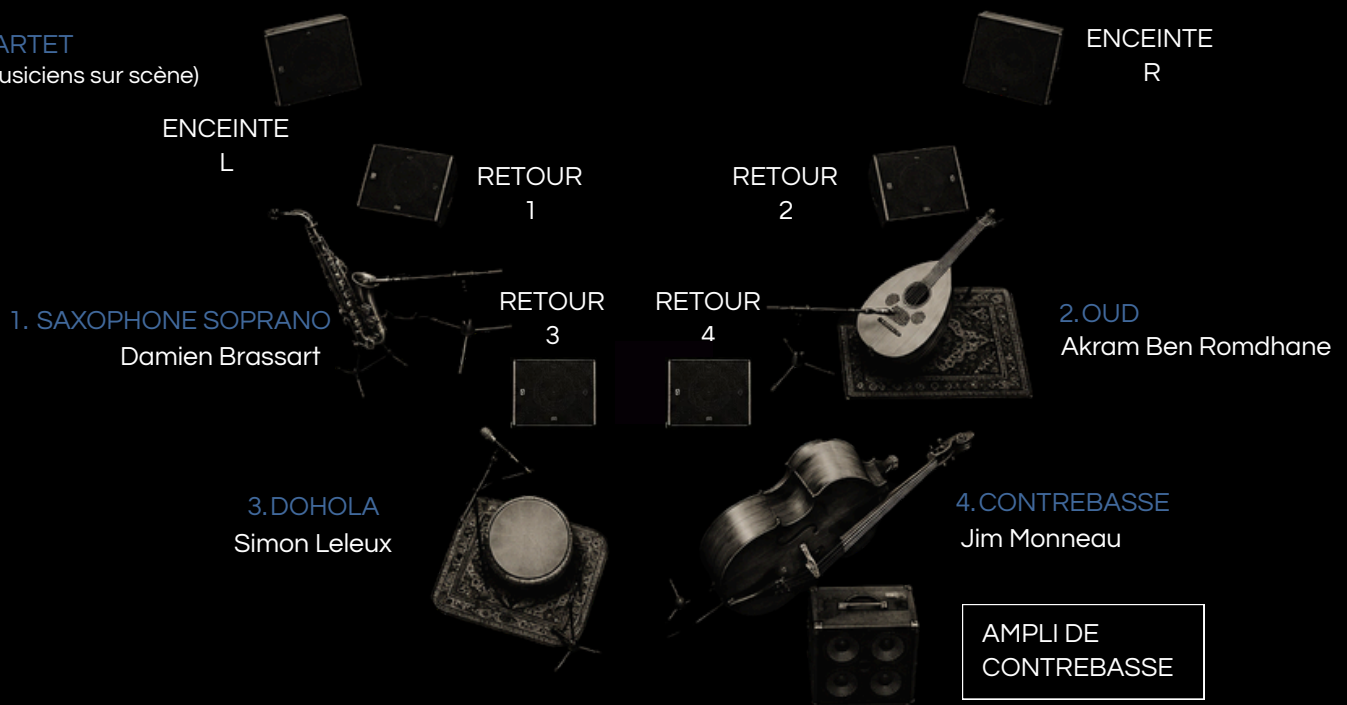 ARTET
usiciens sur scène)
ENCEINTE
L
ENCEINTE
R
RETOUR
1
RETOUR
2
RETOUR
3
RETOUR
4
1. SAXOPHONE SOPRANO
Damien Brassart
2.OUD
Akram Ben Romdhane
3.DOHOLA
Simon Leleux
4.CONTREBASSE
Jim Monneau
AMPLI DE
CONTREBASSE